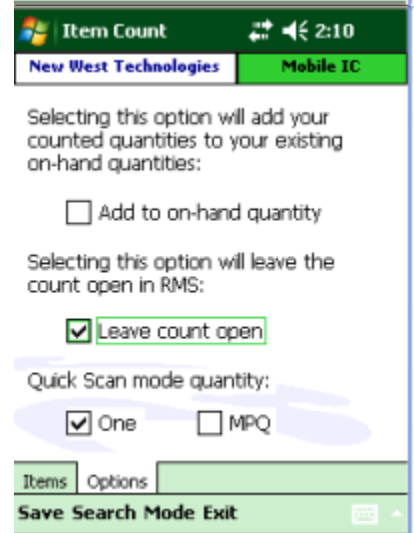 Item Count 2:10
New West Technologies Mobile IC
Selecting this option will add your
counted quantities to your existing
on-hand quantities:
Add to on-hand quantity
Selecting this option will leave the
count open in RMS:
Leave count open
Quick Scan mode quantity:
One MPQ
Items Options
Save Search Mode Exit